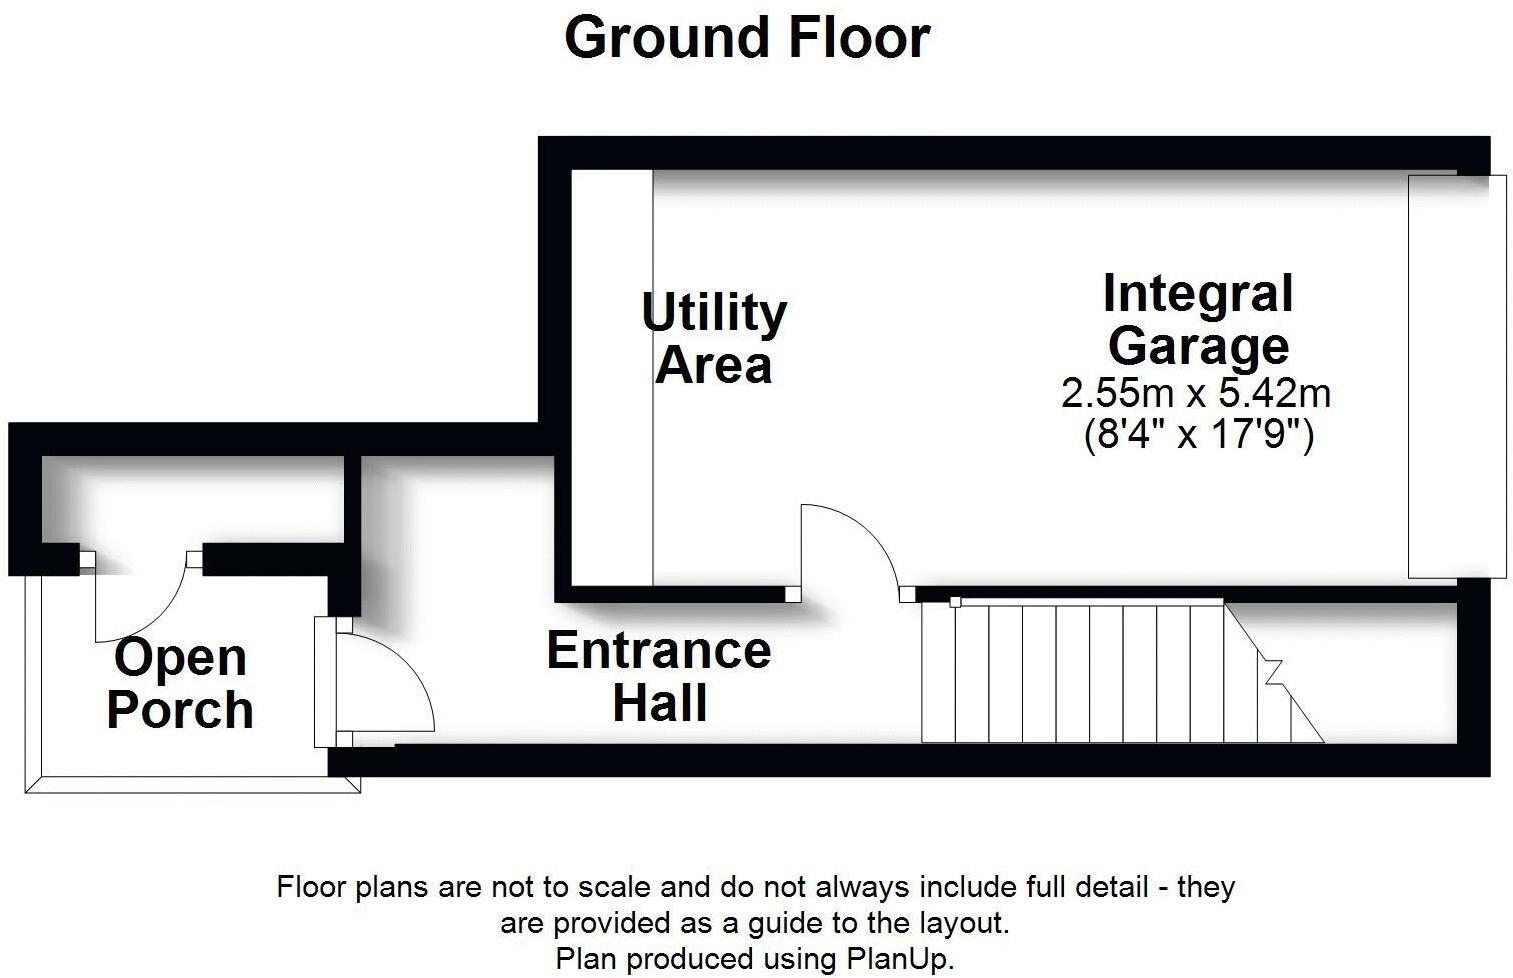 Ground Floor
Utility
Area
Integral
Garage
2.55m x 5.42m
(8'4" x 17'9")
Open
Porch
Entrance
Hall
Floor plans are not to scale and do not always include full detail - they
are provided as a guide to the layout.
Plan produced using PlanUp.